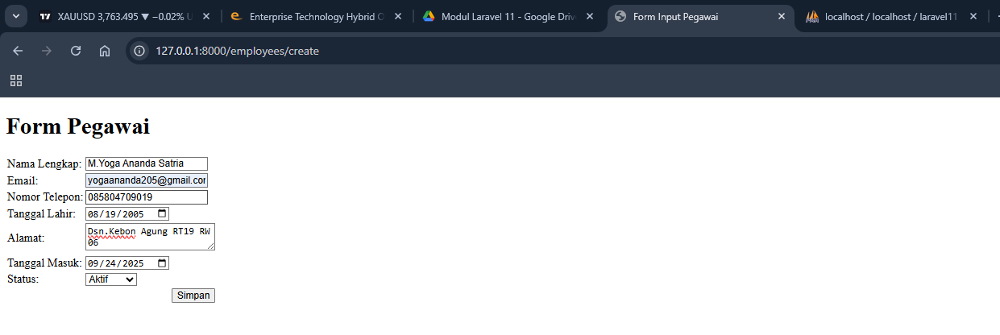 XAUUSD 3,763.495 ▼ −0.02% U
Enterprise Technology Hybrid C
Modul Laravel 11 - Google Driv
Form Input Pegawai
localhost / localhost / laravel11
127.0.0.1:8000/employees/create
Form Pegawai
Nama Lengkap: M.Yoga Ananda Satria
Email: yogaananda205@gmail.com
Nomor Telepon: 085804709019
Tanggal Lahir: 08/19/2005
Alamat: Dsn.Kebon Agung RT19 RW
06
Tanggal Masuk: 09/24/2025
Status: Aktif
Simpan